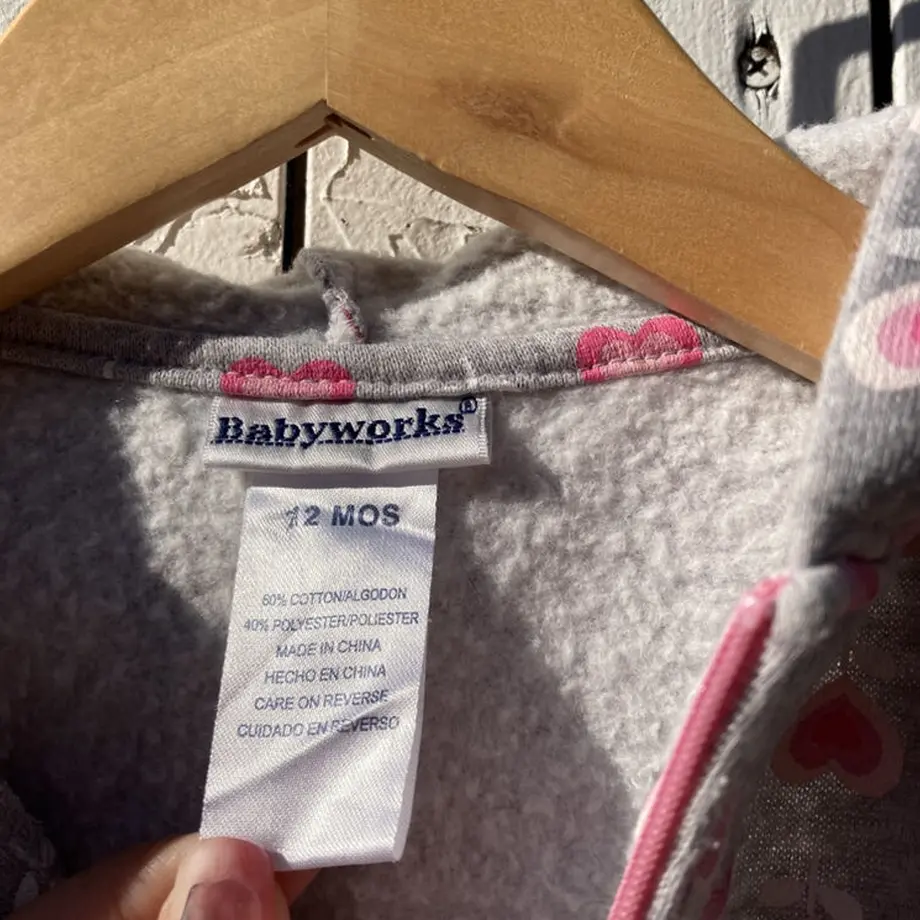 Babyworks®
12 MOS
60% COTTON/ALGODON
40% POLYESTER/POLIESTER
MADE IN CHINA
HECHO EN CHINA
CARE ON REVERSE
CUIDADO EN REVERSO